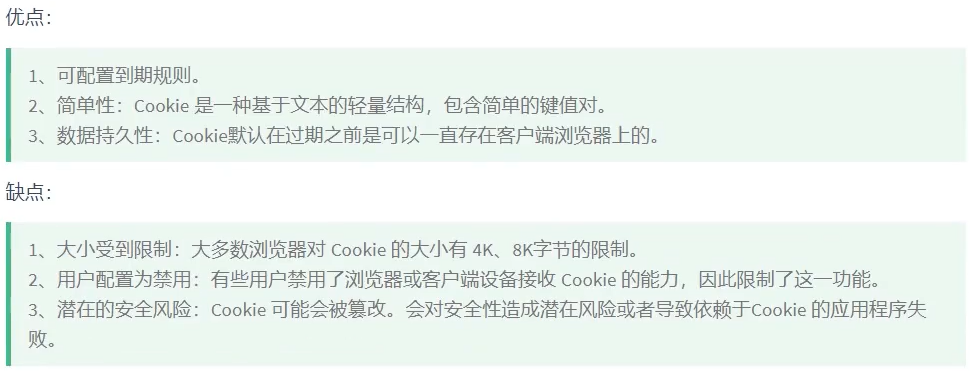 优点：
1、可配置到期规则。
2、简单性：Cookie 是一种基于文本的轻量结构，包含简单的键值对。
3、数据持久性：Cookie默认在过期之前是可以一直存在客户端浏览器上的。
缺点：
1、大小受到限制：大多数浏览器对 Cookie 的大小有 4K、8K字节的限制。
2、用户配置为禁用：有些用户禁用了浏览器或客户端设备接收 Cookie 的能力，因此限制了这一功能。
3、潜在的安全风险：Cookie 可能会被篡改。会对安全性造成潜在风险或者导致依赖于Cookie 的应用程序失
败。